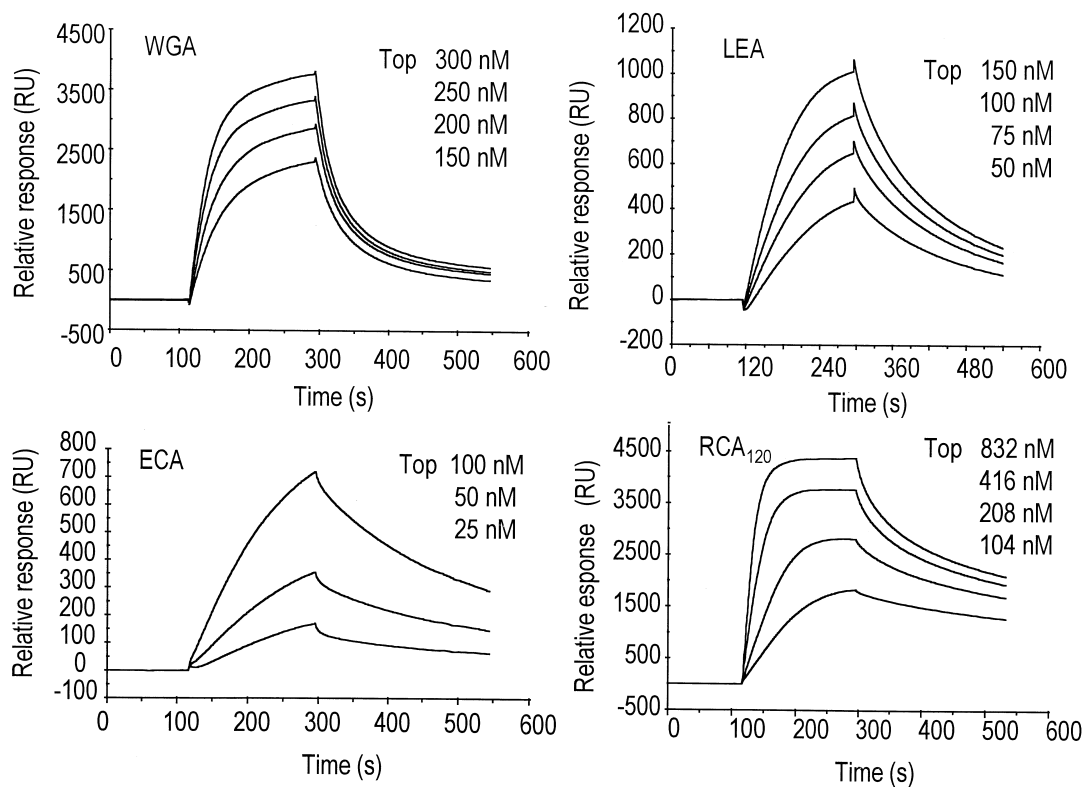 WGA
Top 300 nM
250 nM
200 nM
150 nM
4500
3500
2500
1500
500
-500
Relative response (RU)
0 100 200 300 400 500 600
Time (s)
LEA
Top 150 nM
100 nM
75 nM
50 nM
1200
1000
800
600
400
200
0
-200
Relative response (RU)
0 120 240 360 480 600
Time (s)
ECA
Top 100 nM
50 nM
25 nM
800
700
600
500
400
300
200
100
0
-100
Relative response (RU)
0 100 200 300 400 500 600
Time (s)
RCA120
Top 832 nM
416 nM
208 nM
104 nM
4500
3500
2500
1500
500
-500
Relative esponse (RU)
0 100 200 300 400 500 600
Time (s)